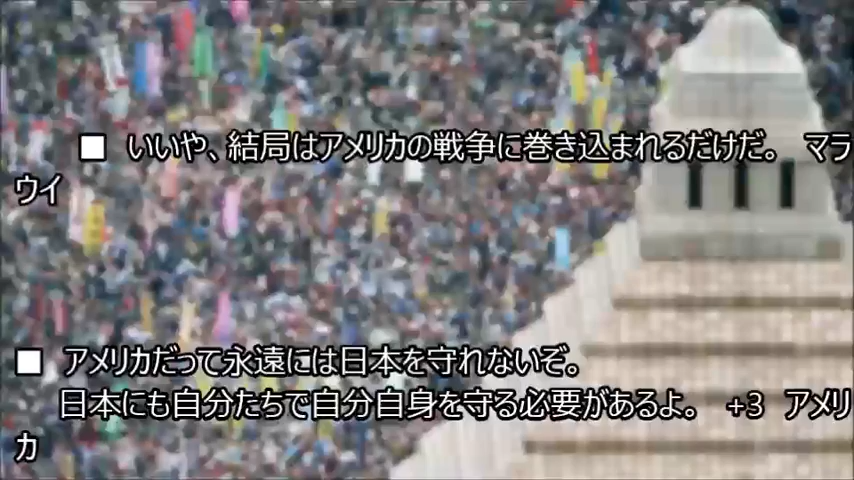 ■ いいや、結局はアメリカの戦争に巻き込まれるだけだ。 マラ
ウイ
■ アメリカだって永遠には日本を守れないぞ。
日本にも自分たちで自分自身を守る必要があるよ。 +3 アメリ
カ